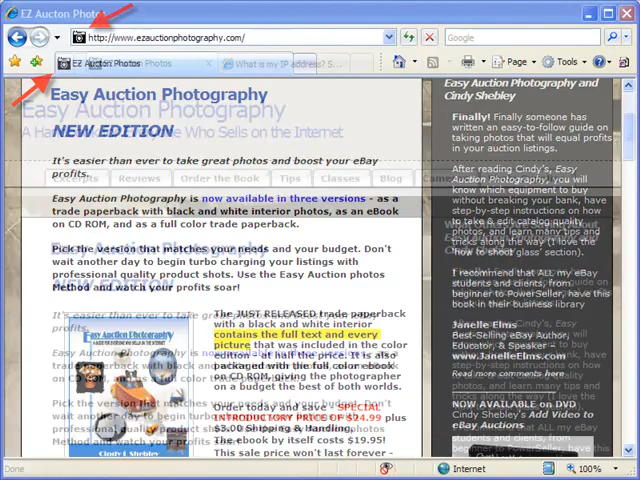 EZ Aucton Photos
http://www.ezauctionphotography.com/
Google
EZ Auction Photos
What is my IP address? S...
Page
Tools
Easy Auction Photography
Easy Auction Photography
NEW EDITION
Who Sells on the Internet
It's easier than ever to take great photos and boost your eBay
profits.
Excerpts
Reviews
Order the Book
Tips
Classes
Blog
Easy Auction Photography is now available in three versions - as a
trade paperback with black and white interior photos, as an eBook
on CD ROM, and as a full color trade paperback.
Pick the version that matches your needs and your budget. Don't
wait another day to begin turbo charging your listings with
professional quality product shots. Use the Easy Auction photos
Method and watch your profits soar!
NEW EDITION
Easy Auction Photography
The JUST RELEASED trade paperback
with a black and white interior
contains the full text and every
picture that was included in the color
edition - at half the price. It is also
packaged with the full color ebook
on CD ROM, giving the photographer
on a budget the best of both worlds.
Order today and save - SPECIAL
INTRODUCTORY PRICE OF $24.99 plus
$3.00 Shipping & Handling,
The ebook by itself costs $19.95!
This sale price won't last forever -
Cindy L Shebley
Easy Auction Photography and
Cindy Shebley
Finally! Finally someone has
written an easy-to-follow guide on
taking photos that will equal profits
in your auction listings.
After reading Cindy's, Easy
Auction Photography, you will
know which equipment to buy
without breaking your bank, have
step-by-step instructions on how
to take & edit catalog quality
photos, and learn many tips and
tricks along the way (I love the
'how to shoot glass' section).
I recommend that ALL my eBay
students and clients, from
beginner to PowerSeller, have this
book in their business library
Janelle Elms
Best-Selling eBay Author,
Educator, & Speaker -
www.JanelleElms.com
Read more comments here
NOW AVAILABLE on DVD
Cindy Shebley's Add Video to
eBay Auctions
Done
Internet
100%